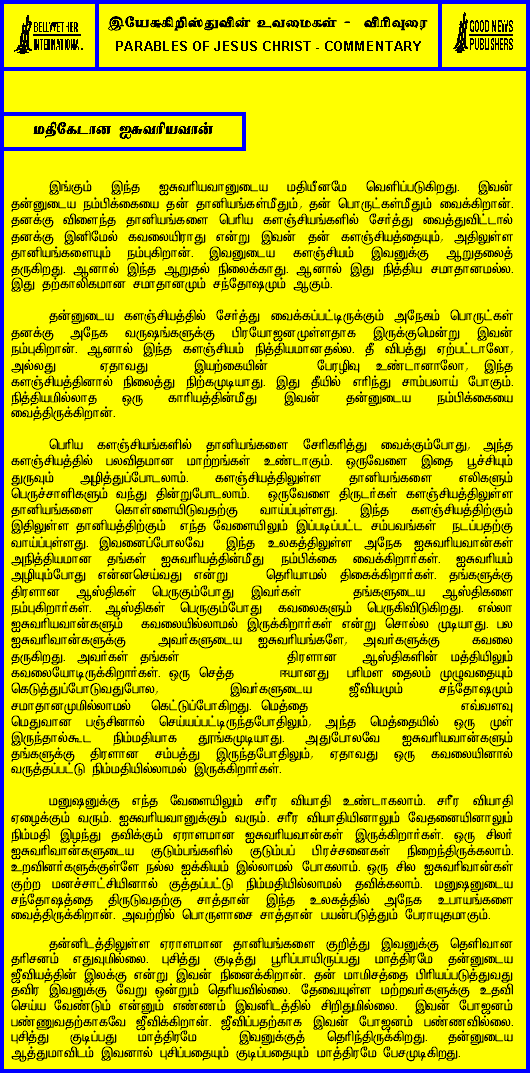 BELLWETHER
INTERNATIONAL.
இயேசுகிறிஸ்துவின் உவமைகள் - விரிவுரை
PARABLES OF JESUS CHRIST - COMMENTARY
GOOD NEWS
PUBLISHERS
மதிகேடான ஐசுவரியவான்
இங்கும் இந்த ஐசுவரியவானுடைய மதியீனமே வெளிப்படுகிறது. இவன்
தன்னுடைய நம்பிக்கையை தன் தானியங்கள்மீதும், தன் பொருட்கள்மீதும் வைக்கிறான்.
தனக்கு விளைந்த தானியங்களை பெரிய களஞ்சியங்களில் சேர்த்து வைத்துவிட்டால்
தனக்கு இனிமேல் கவலையிராது என்று இவன் தன் களஞ்சியத்தையும், அதிலுள்ள
தானியங்களையும் நம்புகிறான். இவனுடைய களஞ்சியம் இவனுக்கு ஆறுதலைத்
தருகிறது. ஆனால் இந்த ஆறுதல் நிலைக்காது. ஆனால் இது நித்திய சமாதானமல்ல.
இது தற்காலிகமான சமாதானமும் சந்தோஷமும் ஆகும்.
தன்னுடைய களஞ்சியத்தில் சேர்த்து வைக்கப்பட்டிருக்கும் அநேகம் பொருட்கள்
தனக்கு அநேக வருஷங்களுக்கு பிரயோஜனமுள்ளதாக இருக்குமென்று இவன்
நம்புகிறான். ஆனால் இந்த களஞ்சியம் நித்தியமானதல்ல. தீ விபத்து ஏற்பட்டாலோ,
அல்லது ஏதாவது இயற்கையின் பேரழிவு உண்டானாலோ, இந்த
களஞ்சியத்தினால் நிலைத்து நிற்கமுடியாது. இது தீயில் எரிந்து சாம்பலாய் போகும்.
நித்தியமில்லாத ஒரு காரியத்தின்மீது இவன் தன்னுடைய நம்பிக்கையை
வைத்திருக்கிறான்.
பெரிய களஞ்சியங்களில் தானியங்களை சேகரித்து வைக்கும்போது, அந்த
களஞ்சியத்தில் பலவிதமான மாற்றங்கள் உண்டாகும். ஒருவேளை இதை பூச்சியும்
துருவும் அழித்துப்போடலாம். களஞ்சியத்திலுள்ள தானியங்களை எலிகளும்
பெருச்சாளிகளும் வந்து தின்றுபோடலாம். ஒருவேளை திருடர்கள் களஞ்சியத்திலுள்ள
தானியங்களை கொள்ளையிடுவதற்கு வாய்ப்புள்ளது. இந்த களஞ்சியத்திற்கும்
இதிலுள்ள தானியத்திற்கும் எந்த வேளையிலும் இப்படிப்பட்ட சம்பவங்கள் நடப்பதற்கு
வாய்ப்புள்ளது. இவனைப்போலவே இந்த உலகத்திலுள்ள அநேக ஐசுவரியவான்கள்
அநித்தியமான தங்கள் ஐசுவரியத்தின்மீது நம்பிக்கை வைக்கிறார்கள். ஐசுவரியம்
அழியும்போது என்னசெய்வது என்று தெரியாமல் திகைக்கிறார்கள். தங்களுக்கு
திரளான ஆஸ்திகள் பெருகும்போது இவர்கள் தங்களுடைய ஆஸ்திகளை
நம்புகிறார்கள். ஆஸ்திகள் பெருகும்போது கவலைகளும் பெருகிவிடுகிறது. எல்லா
ஐசுவரியவான்களும் கவலையில்லாமல் இருக்கிறார்கள் என்று சொல்ல முடியாது. பல
ஐசுவரிவான்களுக்கு அவர்களுடைய ஐசுவரியங்களே, அவர்களுக்கு கவலை
தருகிறது. அவர்கள் தங்கள் திரளான ஆஸ்திகளின் மத்தியிலும்
கவலையோடிருக்கிறார்கள். ஒரு செத்த ஈயானது பரிமள தைலம் முழுவதையும்
கெடுத்துப்போடுவதுபோல, இவர்களுடைய ஜீவியமும் சந்தோஷமும்
சமாதானமுமில்லாமல் கெட்டுப்போகிறது. மெத்தை எவ்வளவு
மெதுவான பஞ்சினால் செய்யப்பட்டிருந்தபோதிலும், அந்த மெத்தையில் ஒரு முள்
இருந்தால்கூட நிம்மதியாக தூங்கமுடியாது. அதுபோலவே ஐசுவரியவான்களும்
தங்களுக்கு திரளான சம்பத்து இருந்தபோதிலும், ஏதாவது ஒரு கவலையினால்
வருத்தப்பட்டு நிம்மதியில்லாமல் இருக்கிறார்கள்.
மனுஷனுக்கு எந்த வேளையிலும் சரீர வியாதி உண்டாகலாம். சரீர வியாதி
ஏழைக்கும் வரும். ஐசுவரியவானுக்கும் வரும். சரீர வியாதியினாலும் வேதனையினாலும்
நிம்மதி இழந்து தவிக்கும் ஏராளமான ஐசுவரியவான்கள் இருக்கிறார்கள். ஒரு சிலர்
ஐசுவரிவான்களுடைய குடும்பங்களில் குடும்பப் பிரச்சனைகள் நிறைந்திருக்கலாம்.
உறவினர்களுக்குள்ளே நல்ல ஐக்கியம் இல்லாமல் போகலாம். ஒரு சில ஐசுவரிவான்கள்
குற்ற மனச்சாட்சியினால் குத்தப்பட்டு நிம்மதியில்லாமல் தவிக்கலாம். மனுஷனுடைய
சந்தோஷத்தை திருடுவதற்கு சாத்தான் இந்த உலகத்தில் அநேக உபாயங்களை
வைத்திருக்கிறான். அவற்றில் பொருளாசை சாத்தான் பயன்படுத்தும் பேராயுதமாகும்.
தன்னிடத்திலுள்ள ஏராளமான தானியங்களை குறித்து இவனுக்கு தெளிவான
தரிசனம் எதுவுமில்லை. புசித்து குடித்து பூரிப்பாயிருப்பது மாத்திரமே தன்னுடைய
ஜீவியத்தின் இலக்கு என்று இவன் நினைக்கிறான். தன் மாமிசத்தை பிரியப்படுத்துவது
தவிர இவனுக்கு வேறு ஒன்றும் தெரியவில்லை. தேவையுள்ள மற்றவர்களுக்கு உதவி
செய்ய வேண்டும் என்னும் எண்ணம் இவனிடத்தில் சிறிதுமில்லை. இவன் போஜனம்
பண்ணுவதற்காகவே ஜீவிக்கிறான். ஜீவிப்பதற்காக இவன் போஜனம் பண்ணவில்லை.
புசித்து குடிப்பது மாத்திரமே இவனுக்குத் தெரிந்திருக்கிறது. தன்னுடைய
ஆத்துமாவிடம் இவனால் புசிப்பதையும் குடிப்பதையும் மாத்திரமே பேசமுடிகிறது.